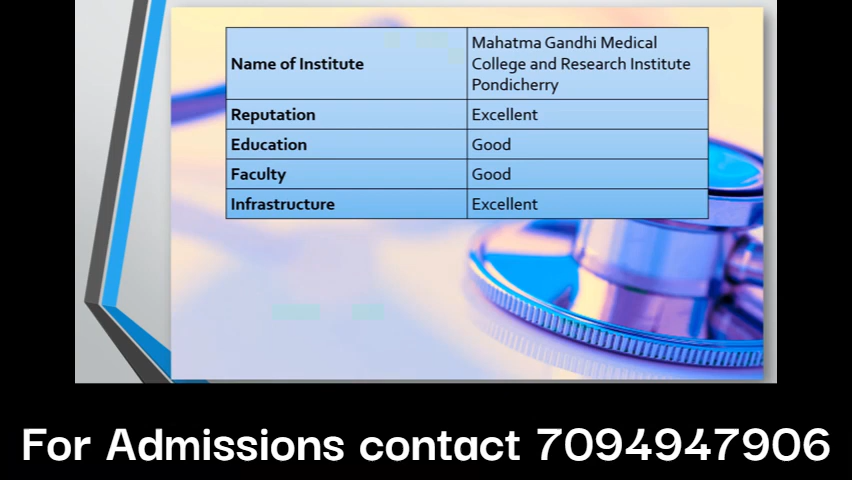 Name of Institute
Mahatma Gandhi Medical
College and Research Institute
Pondicherry
Reputation Excellent
Education Good
Faculty Good
Infrastructure Excellent
For Admissions contact 7094947906